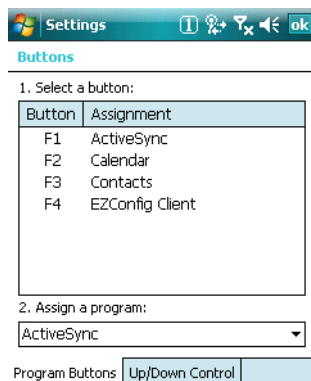 Settings ok
Buttons
1. Select a button:
Button Assignment
F1 ActiveSync
F2 Calendar
F3 Contacts
F4 EZConfig Client
2. Assign a program:
ActiveSync
Program Buttons Up/Down Control